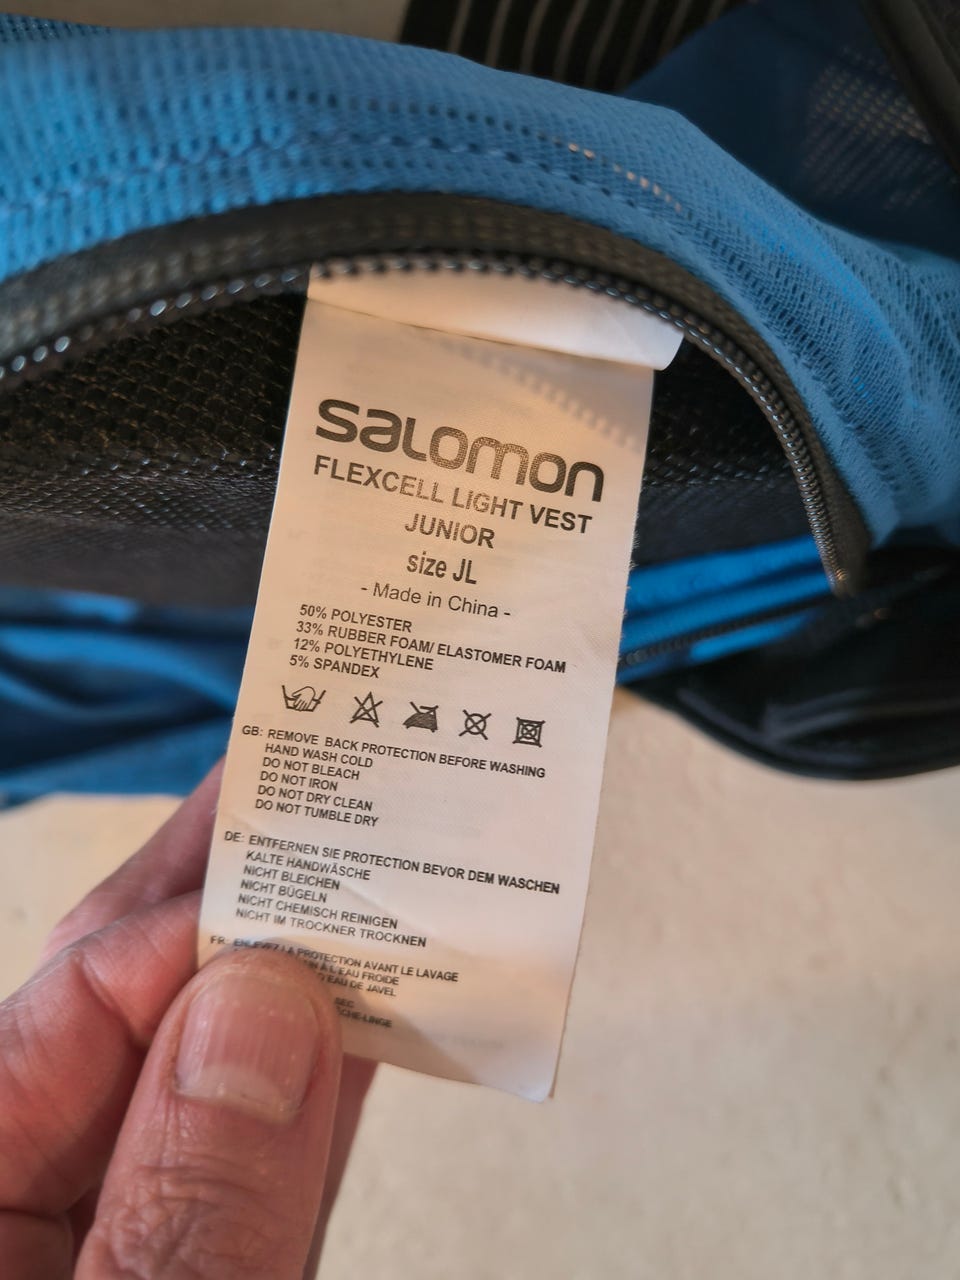 salomon
FLEXCELL LIGHT VEST
JUNIOR
size JL
- Made in China -
50% POLYESTER
33% RUBBER FOAM/ ELASTOMER FOAM
12% POLYETHYLENE
5% SPANDEX
GB: REMOVE BACK PROTECTION BEFORE WASHING
HAND WASH COLD
DO NOT BLEACH
DO NOT IRON
DO NOT DRY CLEAN
DO NOT TUMBLE DRY
DE: ENTFERNEN SIE PROTECTION BEVOR DEM WASCHEN
KALTE HANDWÄSCHE
NICHT BLEICHEN
NICHT BÜGELN
NICHT CHEMISCH REINIGEN
NICHT IM TROCKNER TROCKNEN
FR: ENLEVEZ LA PROTECTION AVANT LE LAVAGE
À L'EAU FROIDE
D'EAU DE JAVEL
SEC